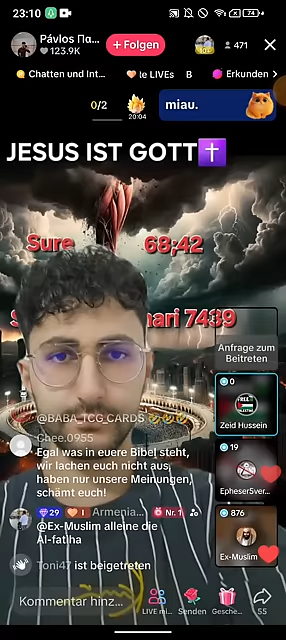 23:10
74
Pávlos Πα...
123.9K
+ Folgen
471
Chatten und Int...
le LIVEs
B
Erkunden >
0/2
20:04
miau.
JESUS IST GOTT
Sure 68;42
hari 7439
Anfrage zum
Beitreten
0
FREE
Zeid Hussein
@BABA_TCG_CARDS
Chee.0955
Egal was in euere Bibel steht,
wir lachen euch nicht aus,
haben nur unsere Meinungen,
schämt euch!
19
EpheserSver...
29
I
Armenia...
Nr. 1
@Ex-Muslim alleine die
Al-fatiha
876
Ex-Muslim
Toni47 ist beigetreten
Kommentar hinz...
LIVE mi...
Senden
Gesche...
55